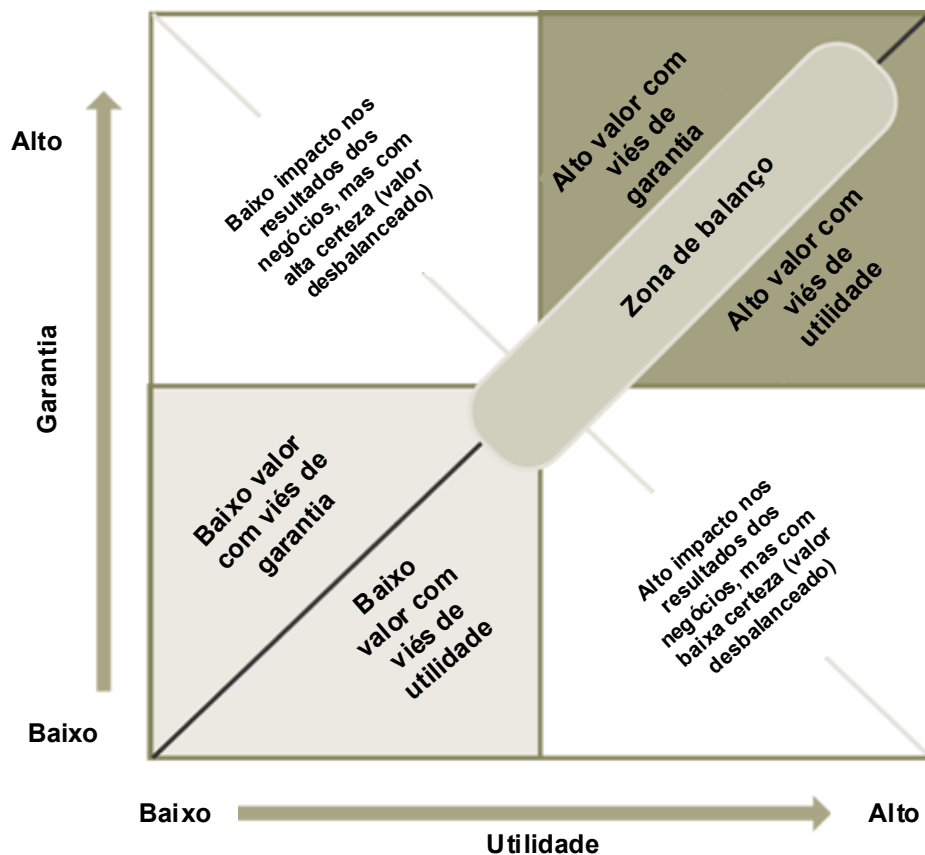 Alto
Garantia
Baixo
Baixo impacto nos
resultados dos
negócios, mas com
alta certeza (valor
desbalanceado)
Alto valor com
viés de
garantia
Zona de balanço
Alto valor com
viés de
utilidade
Baixo valor
com viés de
garantia
Baixo
valor com
viés de
utilidade
Alto impacto nos
resultados dos
negócios, mas com
baixa certeza (valor
desbalanceado)
Baixo
Utilidade
Alto